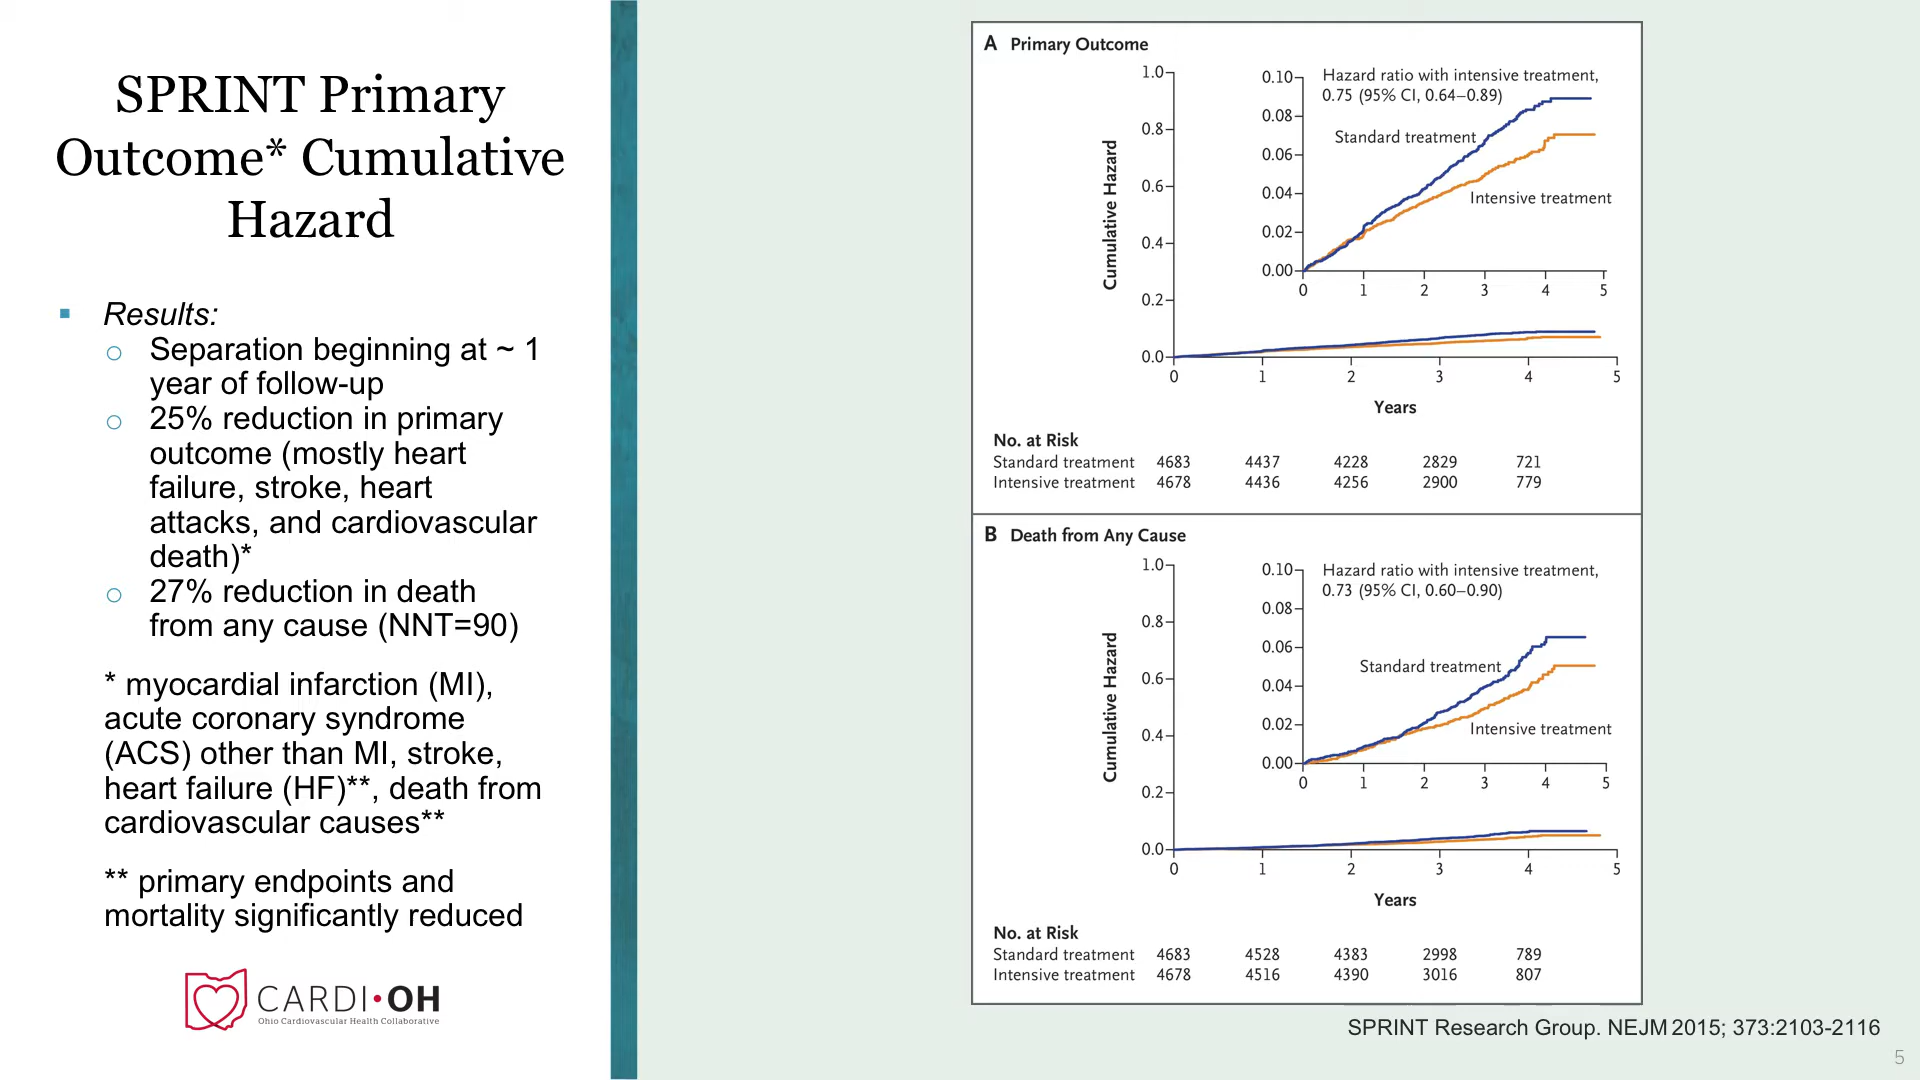 SPRINT Primary
Outcome* Cumulative
Hazard
Results:
Separation beginning at ~ 1
year of follow-up
25% reduction in primary
outcome (mostly heart
failure, stroke, heart
attacks, and cardiovascular
death)*
27% reduction in death
from any cause (NNT=90)
* myocardial infarction (MI),
acute coronary syndrome
(ACS) other than MI, stroke,
heart failure (HF)**, death from
cardiovascular causes**
** primary endpoints and
mortality significantly reduced
CARDI•OH
Ohio Cardiovascular Health Collaborative
A Primary Outcome
Cumulative Hazard
1.0
0.8
0.6
0.4
0.2
0.0
0 1 2 3 4 5
Years
0.10
0.08
0.06
0.04
0.02
0.00
0 1 2 3 4 5
Hazard ratio with intensive treatment,
0.75 (95% CI, 0.64–0.89)
Standard treatment
Intensive treatment
No. at Risk
Standard treatment 4683 4437 4228 2829 721
Intensive treatment 4678 4436 4256 2900 779
B Death from Any Cause
Cumulative Hazard
1.0
0.8
0.6
0.4
0.2
0.0
0 1 2 3 4 5
Years
0.10
0.08
0.06
0.04
0.02
0.00
0 1 2 3 4 5
Hazard ratio with intensive treatment,
0.73 (95% CI, 0.60–0.90)
Standard treatment
Intensive treatment
No. at Risk
Standard treatment 4683 4528 4383 2998 789
Intensive treatment 4678 4516 4390 3016 807
SPRINT Research Group. NEJM 2015; 373:2103-2116
5